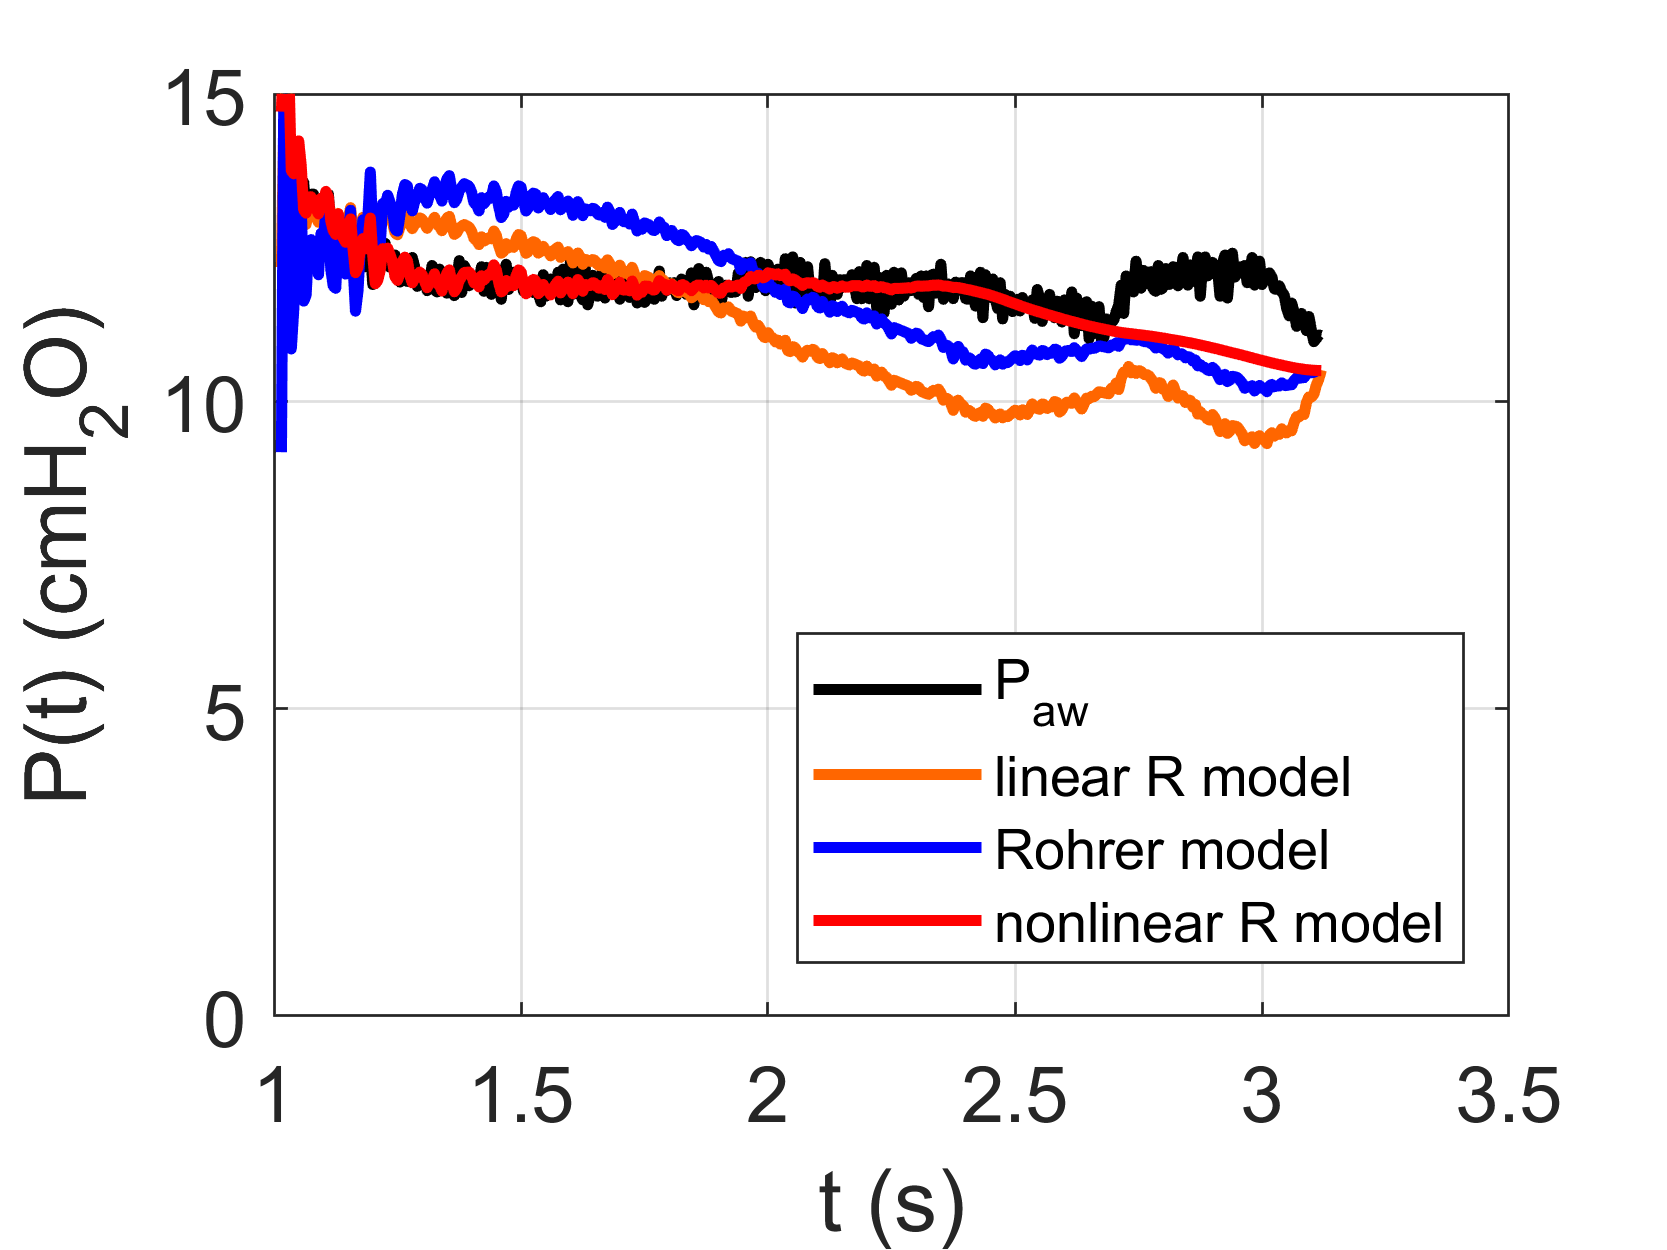 15
10
5
0
P(t) (cmH2O)
Paw
linear R model
Rohrer model
nonlinear R model
1 1.5 2 2.5 3 3.5
t (s)